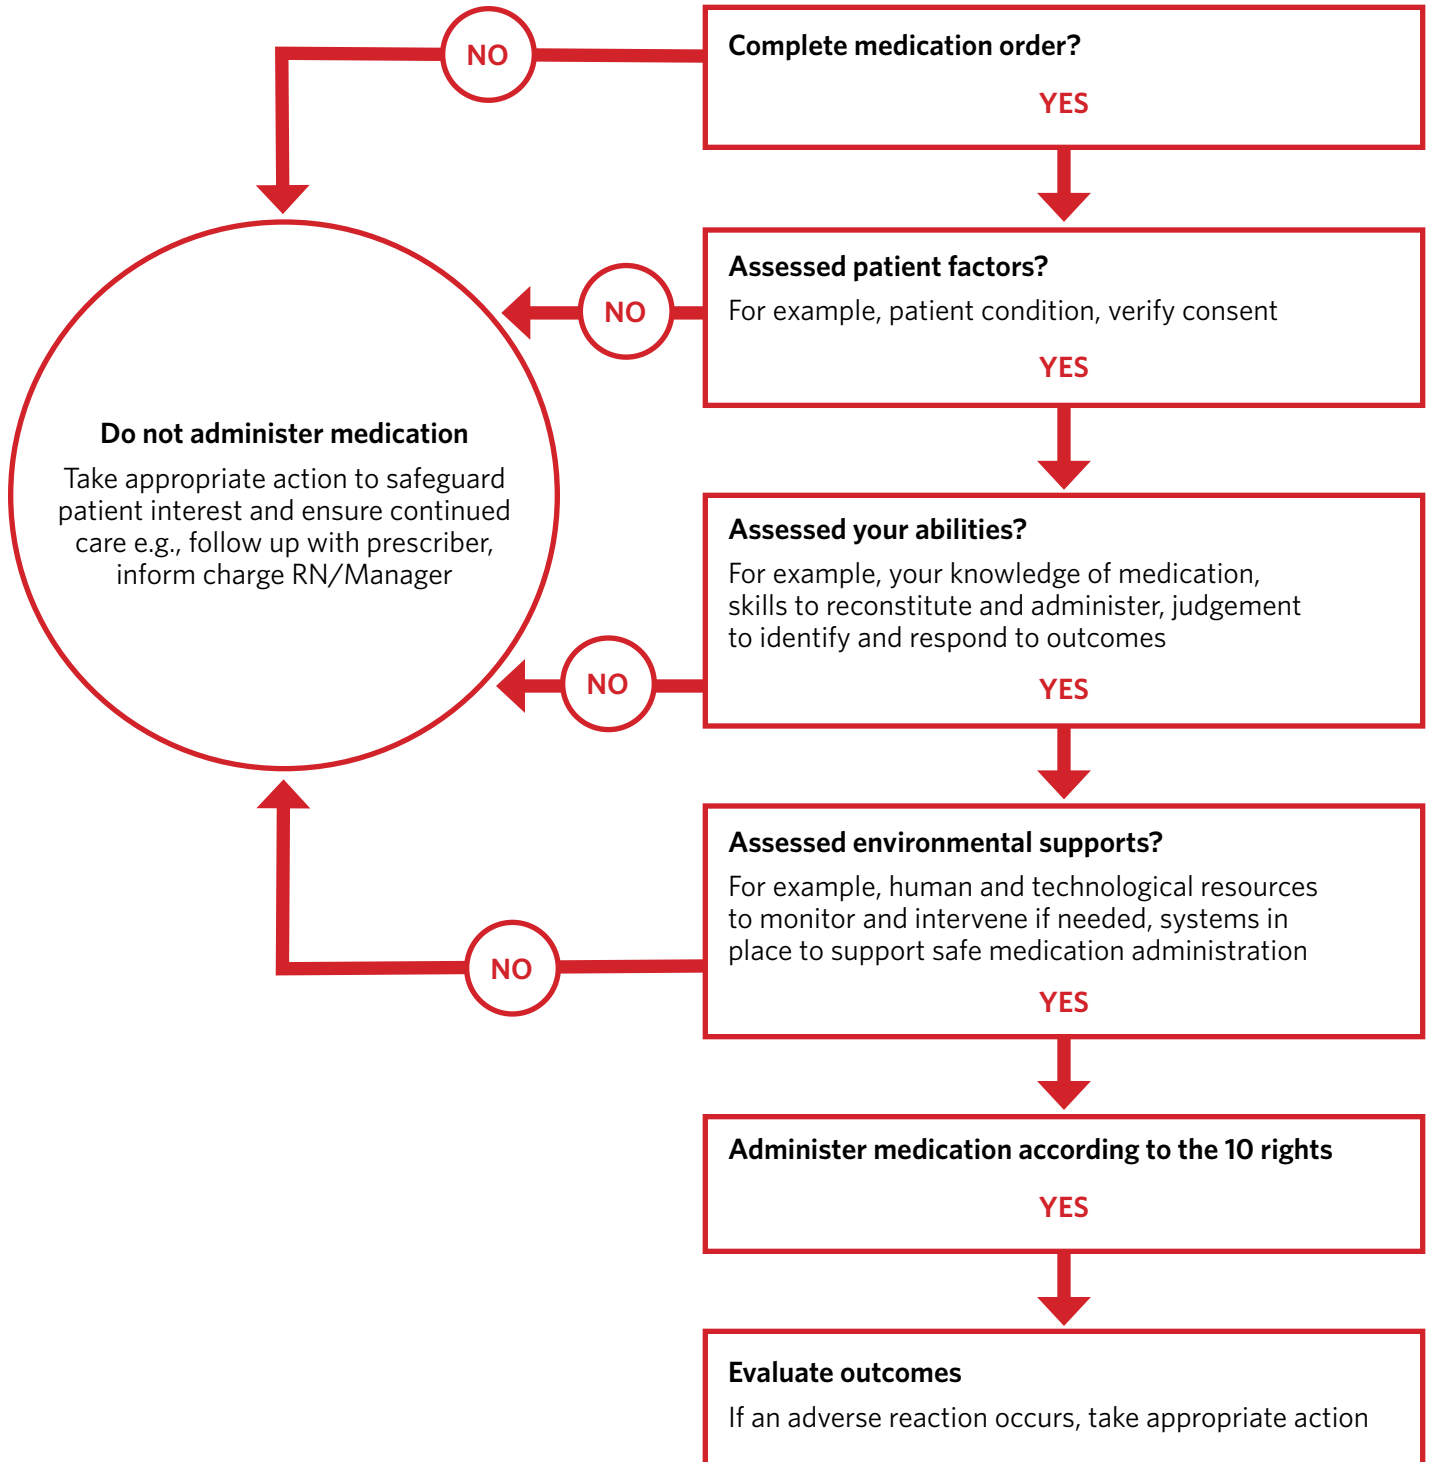 NO
Complete medication order?
YES
Assessed patient factors?
For example, patient condition, verify consent
YES
NO
Do not administer medication
Take appropriate action to safeguard
patient interest and ensure continued
care e.g., follow up with prescriber,
inform charge RN/Manager
Assessed your abilities?
For example, your knowledge of medication,
skills to reconstitute and administer, judgement
to identify and respond to outcomes
YES
NO
Assessed environmental supports?
For example, human and technological resources
to monitor and intervene if needed, systems in
place to support safe medication administration
YES
NO
Administer medication according to the 10 rights
YES
Evaluate outcomes
If an adverse reaction occurs, take appropriate action